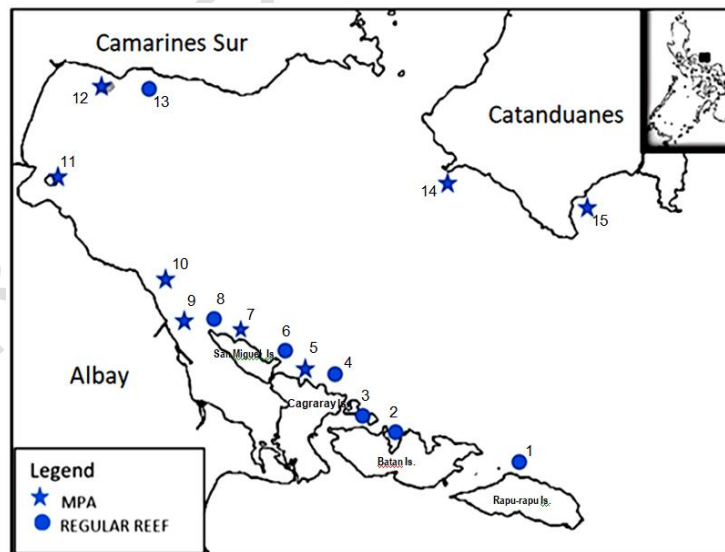 Camarines Sur
12
13
Catanduanes
11
14
15
10
9
8
7
6
5
4
San Miguel Is.
Albay
Cagraray Is.
3
2
1
Batan Is.
Rapu-rapu Is.
Legend
MPA
REGULAR REEF